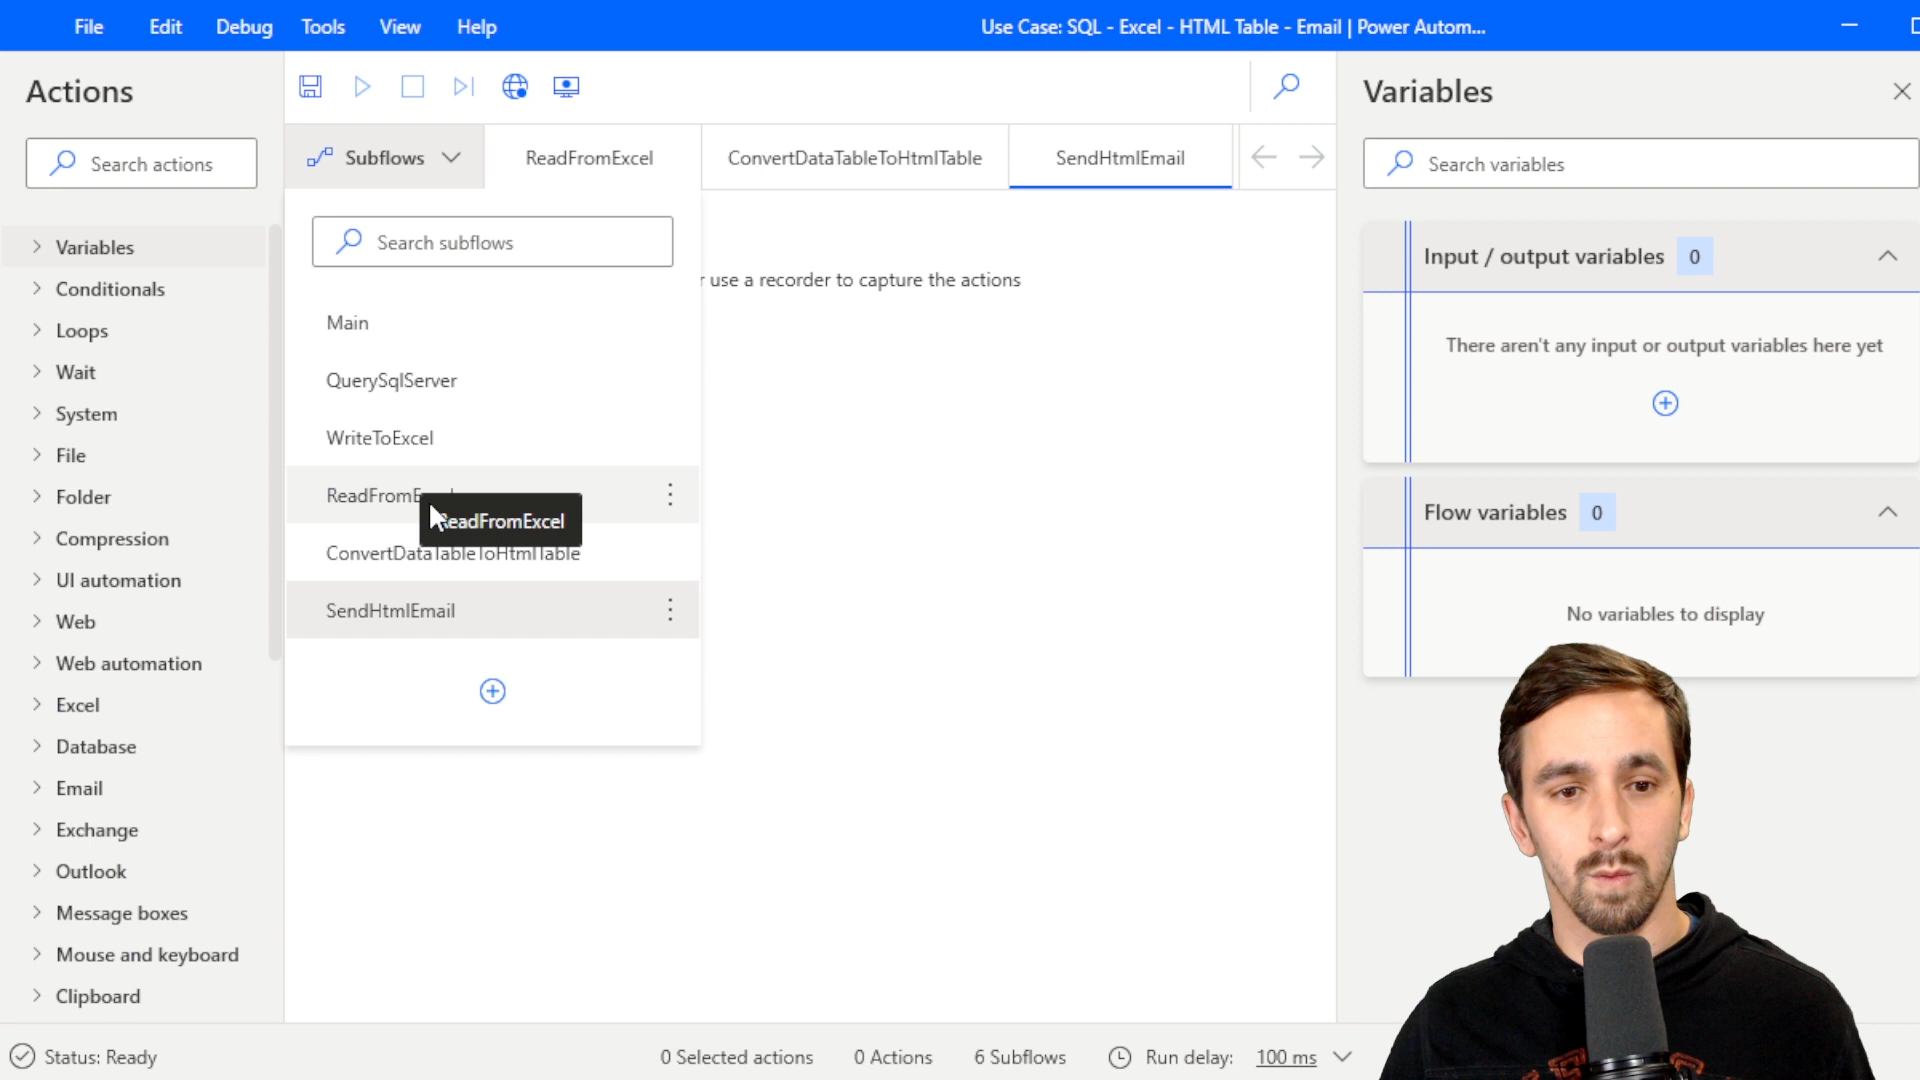 File Edit Debug Tools View Help
Use Case: SQL - Excel - HTML Table - Email | Power Autom...
Actions
Search actions
Variables
Conditionals
Loops
Wait
System
File
Folder
Compression
UI automation
Web
Web automation
Excel
Database
Email
Exchange
Outlook
Message boxes
Mouse and keyboard
Clipboard
Subflows
ReadFromExcel
ConvertDataTableToHtmlTable
SendHtmlEmail
Search subflows
r use a recorder to capture the actions
Main
QuerySqlServer
WriteToExcel
ReadFromExcel
ReadFromExcel
ConvertDataTableToHtmlTable
SendHtmlEmail
Variables
Search variables
Input / output variables 0
There aren't any input or output variables here yet
Flow variables 0
No variables to display
Status: Ready
0 Selected actions
0 Actions
6 Subflows
Run delay: 100 ms